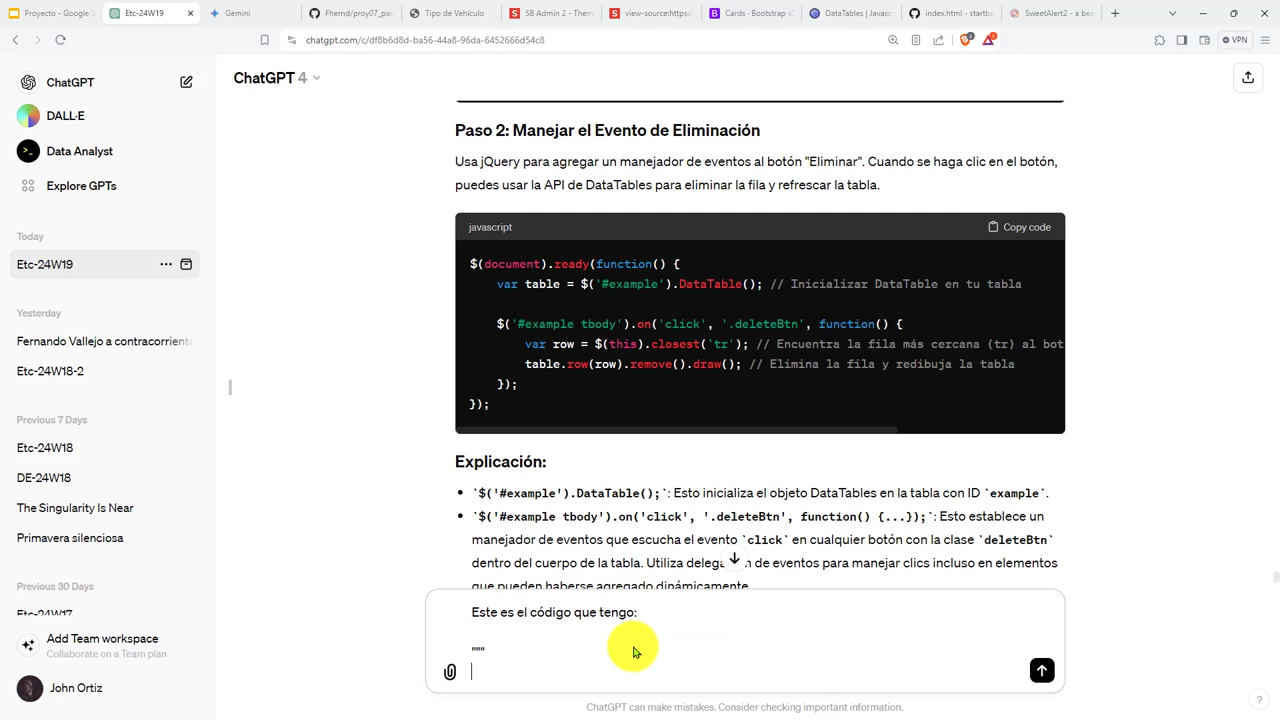 Proyecto - Google S
Etc-24W19
Gemini
Fhernd/proy07_par
Tipo de Vehículo
SB Admin 2 - Them
view-source:https:/
Cards · Bootstrap v5
DataTables | Javasc
index.html - startbo
SweetAlert2 - a bea
chatgpt.com/c/df8b6d8d-ba56-44a8-96da-6452666d54c8
VPN
ChatGPT
DALL·E
Data Analyst
Explore GPTs
Today
Etc-24W19
Yesterday
Fernando Vallejo a contracorriente
Etc-24W18-2
Previous 7 Days
Etc-24W18
DE-24W18
The Singularity Is Near
Primavera silenciosa
Previous 30 Days
Etc-24W17
Add Team workspace
Collaborate on a Team plan
John Ortiz
ChatGPT 4
Paso 2: Manejar el Evento de Eliminación
Usa jQuery para agregar un manejador de eventos al botón "Eliminar". Cuando se haga clic en el botón,
puedes usar la API de DataTables para eliminar la fila y refrescar la tabla.
javascript
Copy code
$(document).ready(function() {
var table = $('#example').DataTable(); // Inicializar DataTable en tu tabla
$('#example tbody').on('click', '.deleteBtn', function() {
var row = $(this).closest('tr'); // Encuentra la fila más cercana (tr) al bot
table.row(row).remove().draw(); // Elimina la fila y redibuja la tabla
});
});
Explicación:
`$('#example').DataTable();`: Esto inicializa el objeto DataTables en la tabla con ID `example`.
`$('#example tbody').on('click', '.deleteBtn', function() {...});`: Esto establece un
manejador de eventos que escucha el evento `click` en cualquier botón con la clase `deleteBtn`
dentro del cuerpo de la tabla. Utiliza delega n de eventos para manejar clics incluso en elementos
que pueden haberse agregado dinámicamente.
Este es el código que tengo:
"""
ChatGPT can make mistakes. Consider checking important information.
?